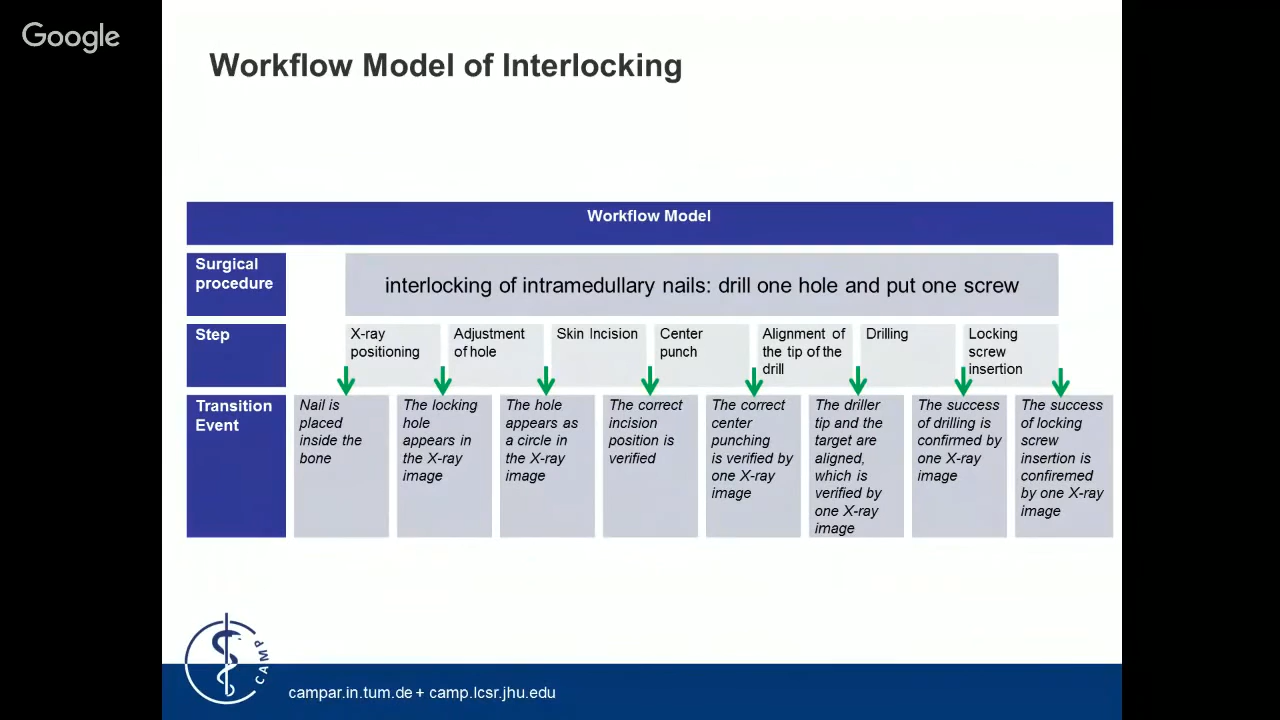 Google
Workflow Model of Interlocking
Workflow Model
Surgical
procedure
interlocking of intramedullary nails: drill one hole and put one screw
Step
X-ray
positioning
Adjustment
of hole
Skin Incision
Center
punch
Alignment of
the tip of the
drill
Drilling
Locking
screw
insertion
Transition
Event
Nail is
placed
inside the
bone
The locking
hole
appears in
the X-ray
image
The hole
appears as
a circle in
the X-ray
image
The correct
incision
position is
verified
The correct
center
punching
is verified by
one X-ray
image
The driller
tip and the
target are
aligned,
which is
verified by
one X-ray
image
The success
of drilling is
confirmed by
one X-ray
image
The success
of locking
screw
insertion is
confiremed
by one X-ray
image
CAMP
campar.in.tum.de + camp.lcsr.jhu.edu